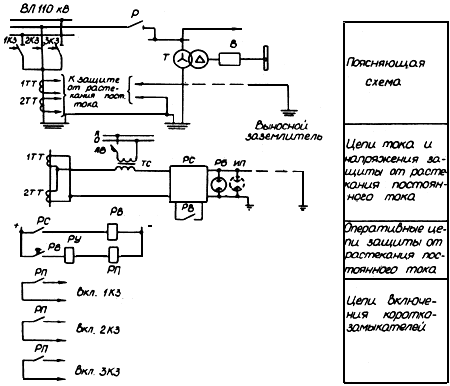 ВЛ 110 кВ
Р
1КЗ 2КЗ 3КЗ
Т
В
1ТТ
2ТТ
К защите
от расте-
кания пост.
тока
Поясняющая
схема
Выносной
заземлитель
А
0
АВ
1ТТ
ТС
РС
РВ
ИП
2ТТ
РВ
Цепи тока и
напряжения за-
щиты от расте-
кания постоян-
ного тока
+
РС
РВ
-
РВ
РУ
РП
Оперативные це-
пи защиты от
растекания пос-
тоянного тока
РП
Вкл. 1КЗ
РП
Вкл. 2КЗ
РП
Вкл. 3КЗ
Цепи включе-
ния коротко-
замыкателей